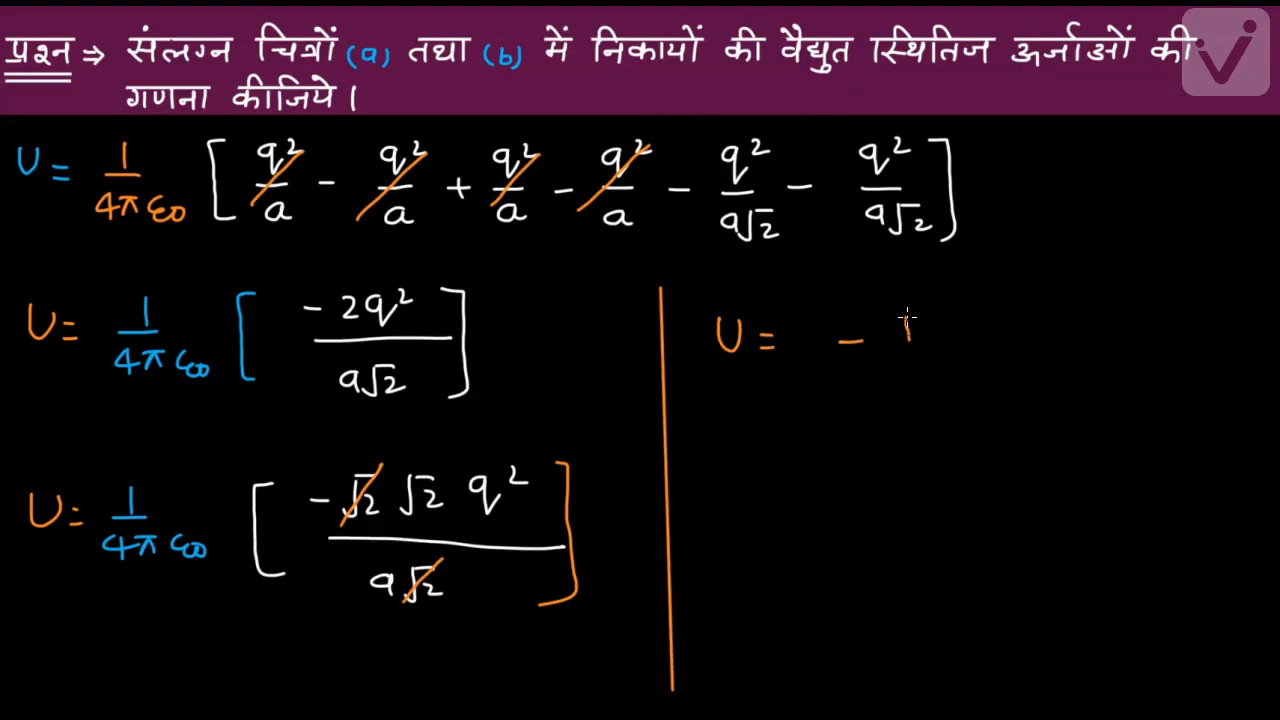 प्रश्न ⇒ संलग्न चित्रों (a) तथा (b) में निकायों की वैद्युत स्थितिज ऊर्जाओं की
गणना कीजिये।
U = 1/4πε0 [ q²/a - q²/a + q²/a - q²/a - q²/a√2 - q²/a√2 ]
U = 1/4πε0 [ -2q²/a√2 ]
U = - 1
U = 1/4πε0 [ -√2 √2 q²/a√2 ]